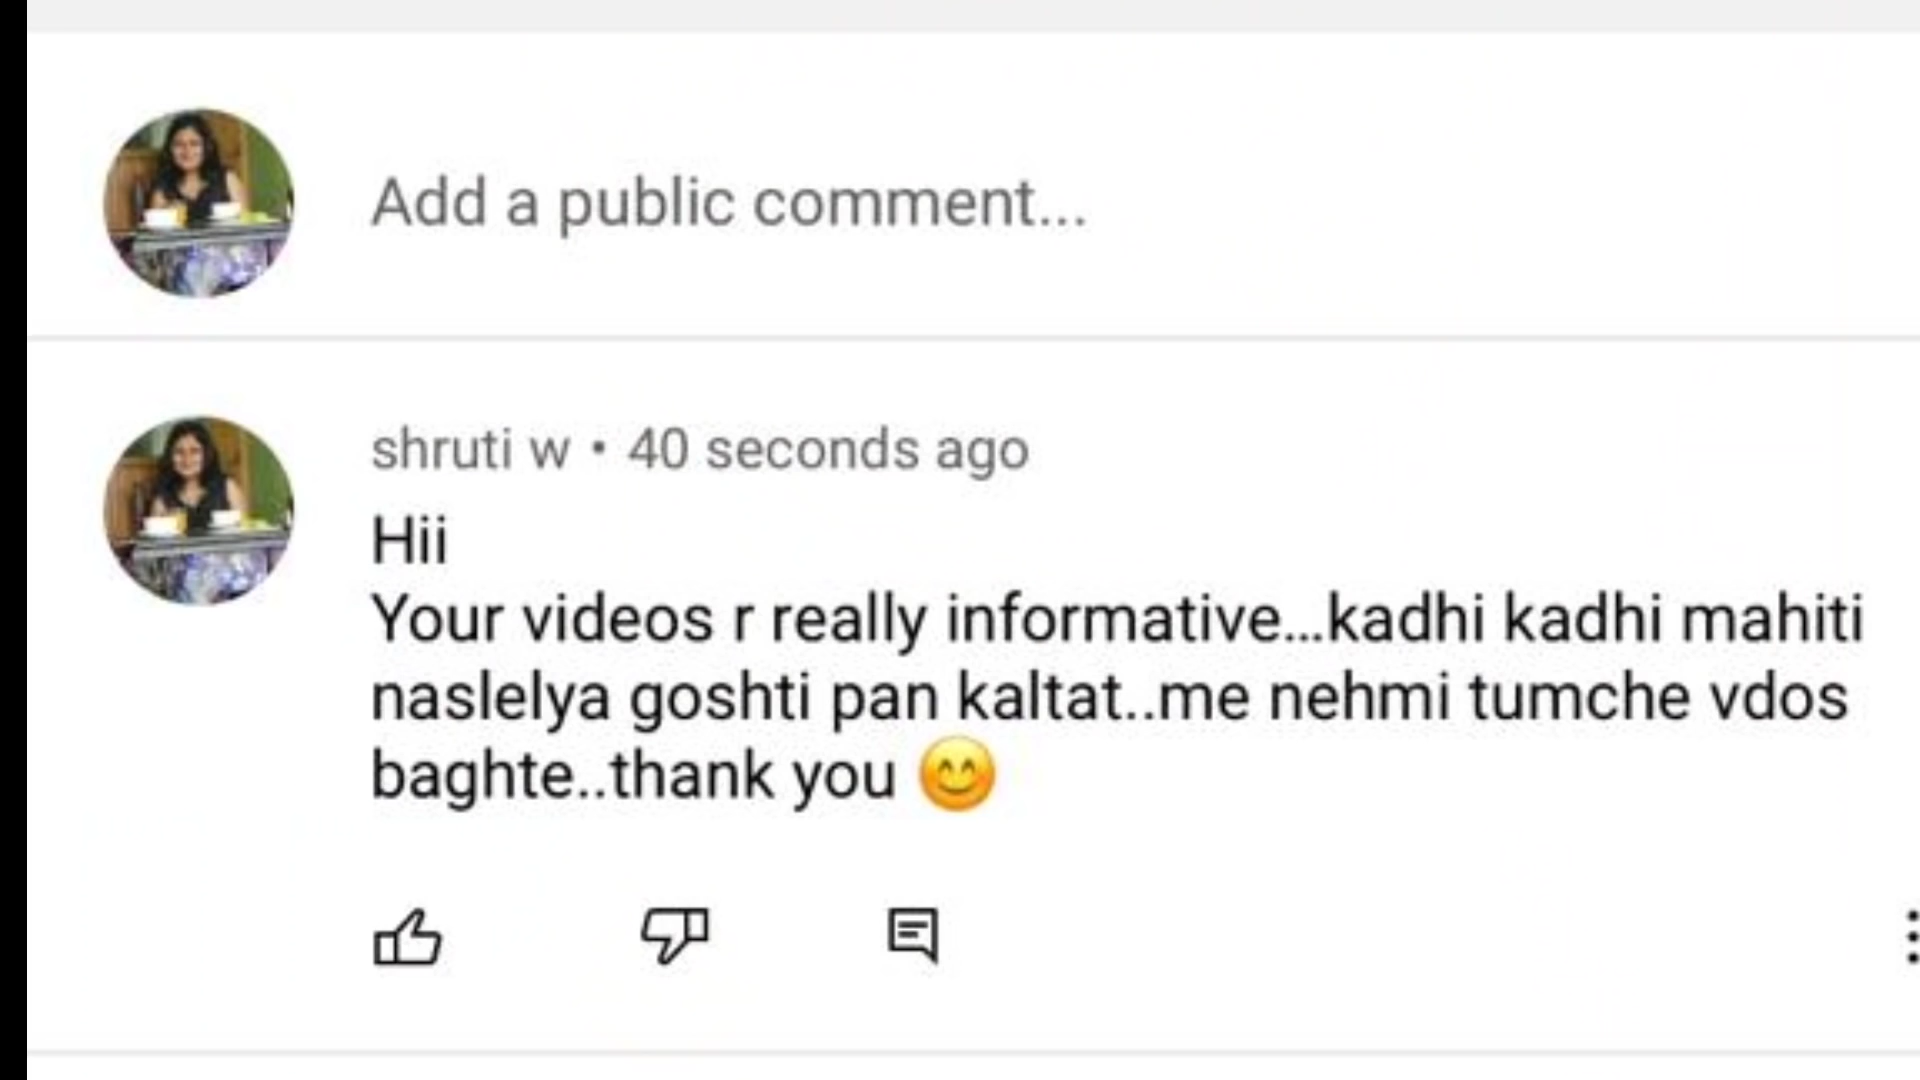 Add a public comment...
shruti w • 40 seconds ago
Hii
Your videos r really informative...kadhi kadhi mahiti
naslelya goshti pan kaltat..me nehmi tumche vdos
baghte..thank you 😊